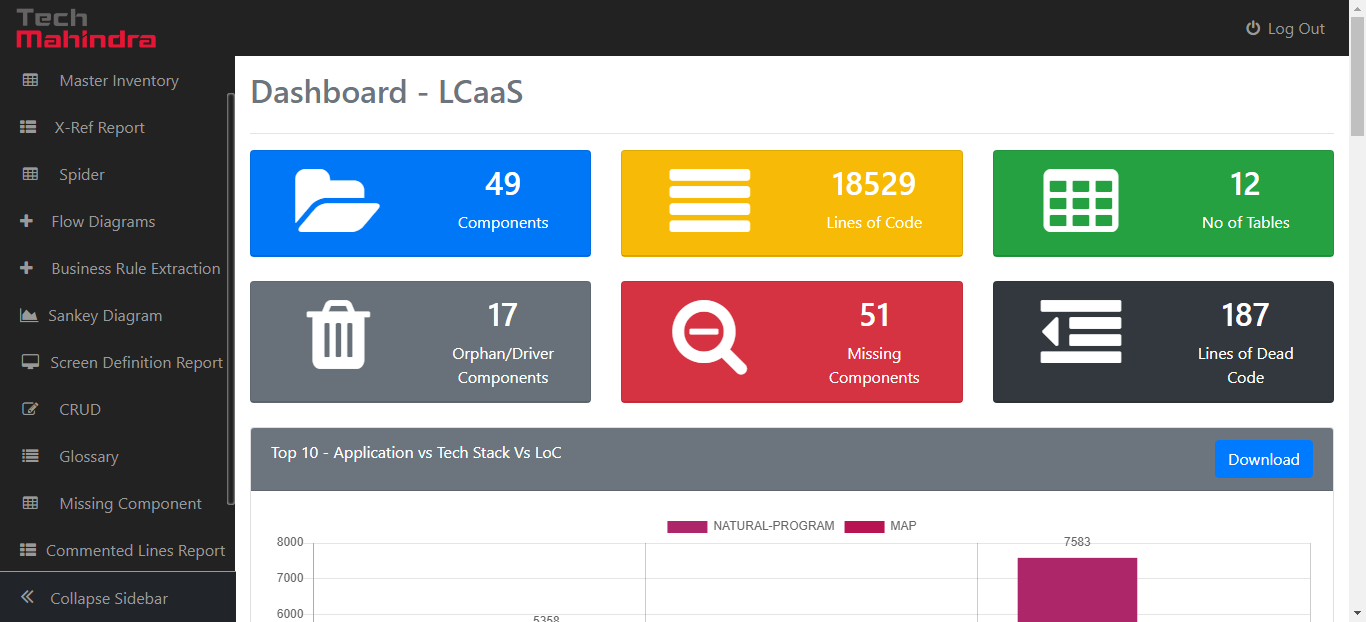 Tech
Mahindra
Log Out
Master Inventory
X-Ref Report
Spider
Flow Diagrams
Business Rule Extraction
Sankey Diagram
Screen Definition Report
CRUD
Glossary
Missing Component
Commented Lines Report
Collapse Sidebar
Dashboard - LCaaS
49
Components
18529
Lines of Code
12
No of Tables
17
Orphan/Driver
Components
51
Missing
Components
187
Lines of Dead
Code
Top 10 - Application vs Tech Stack Vs LoC
Download
NATURAL-PROGRAM MAP
8000
7583
7000
6000
5358